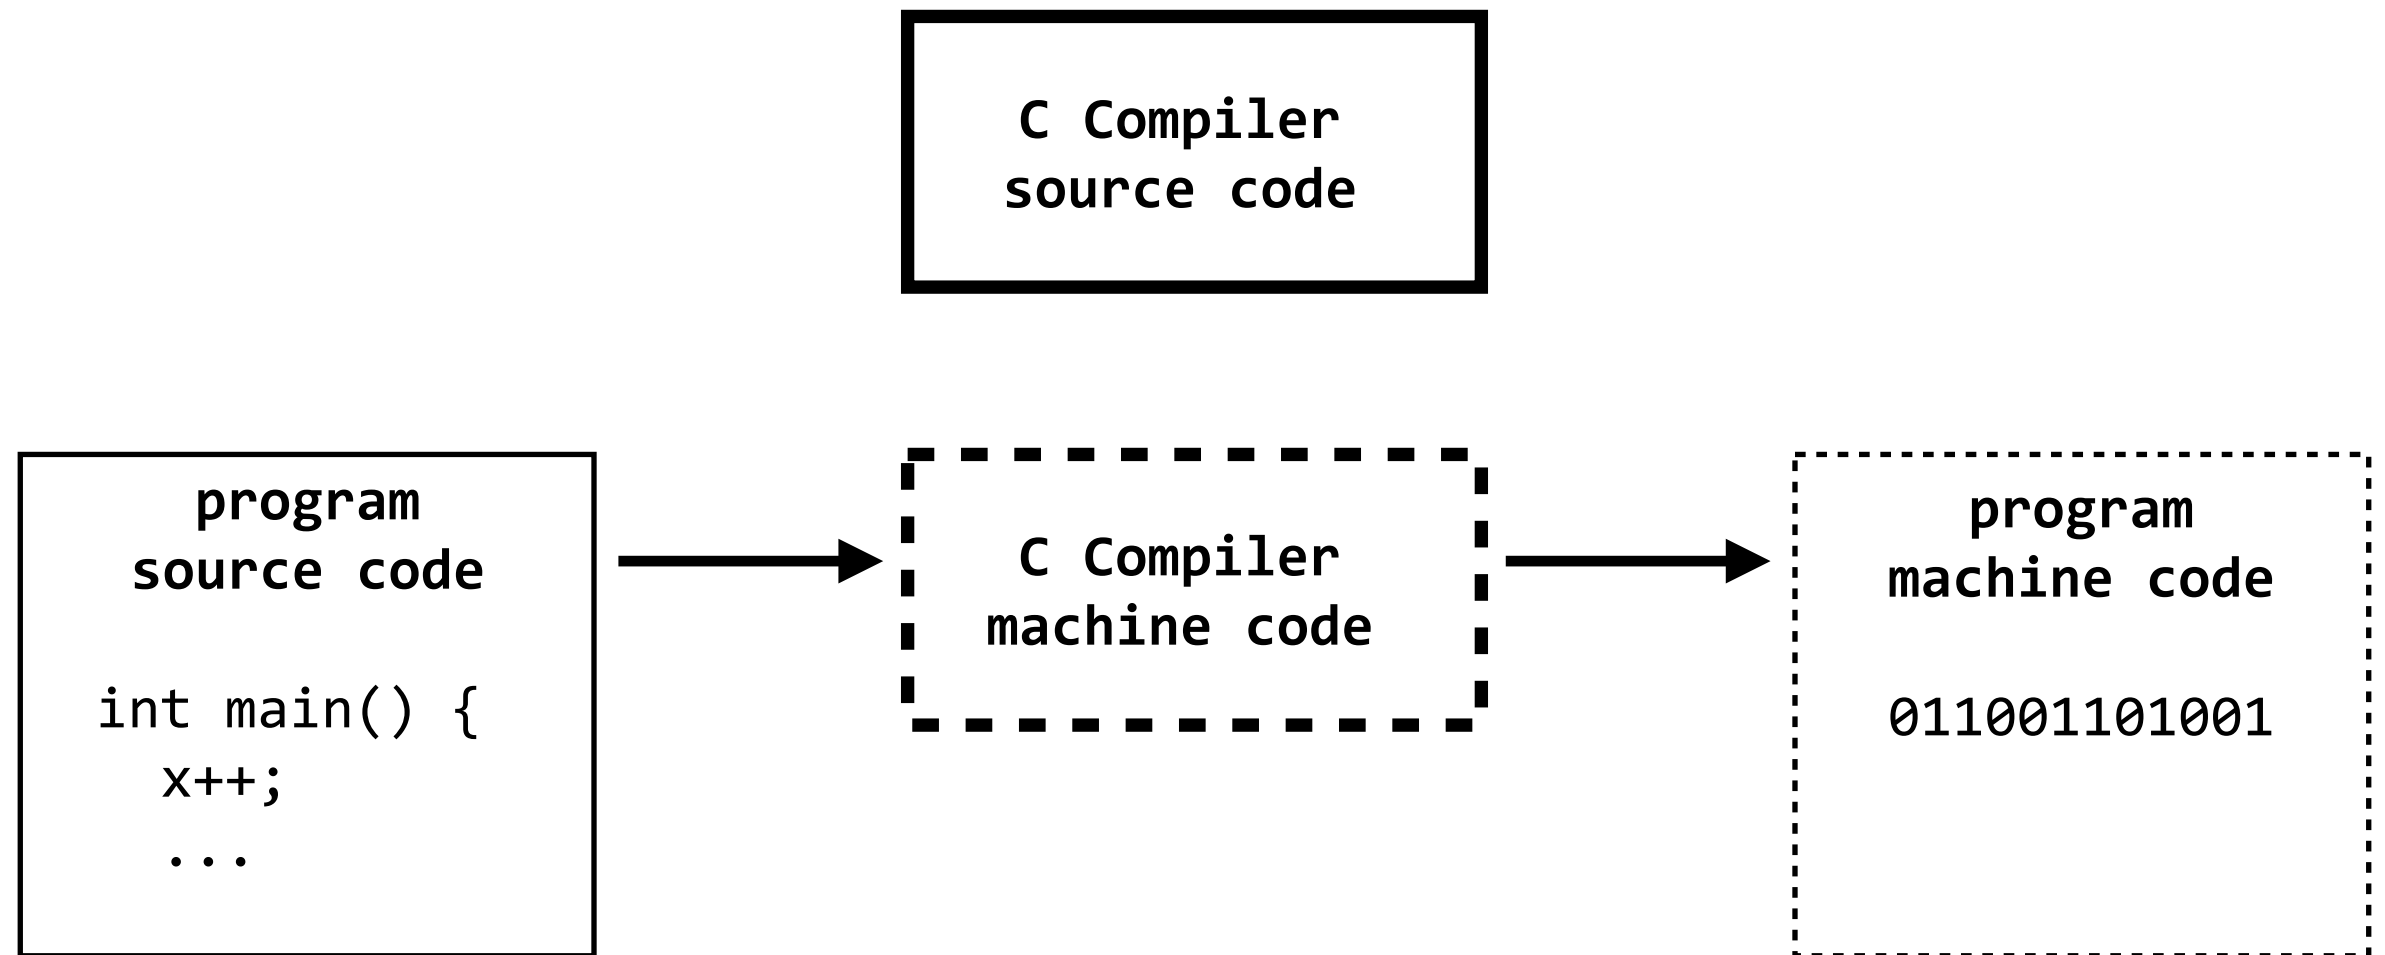 C Compiler
source code
program
source code
int main() {
x++;
...
C Compiler
machine code
program
machine code
011001101001